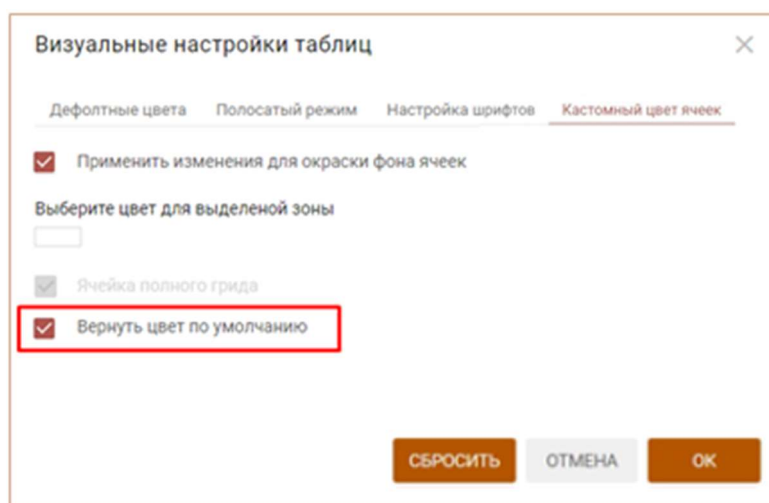 Визуальные настройки таблиц
Дефолтные цвета Полосатый режим Настройка шрифтов Кастомный цвет ячеек
Применить изменения для окраски фона ячеек
Выберите цвет для выделеной зоны
Ячейка полного грида
Вернуть цвет по умолчанию
СБРОСИТЬ ОТМЕНА ОК